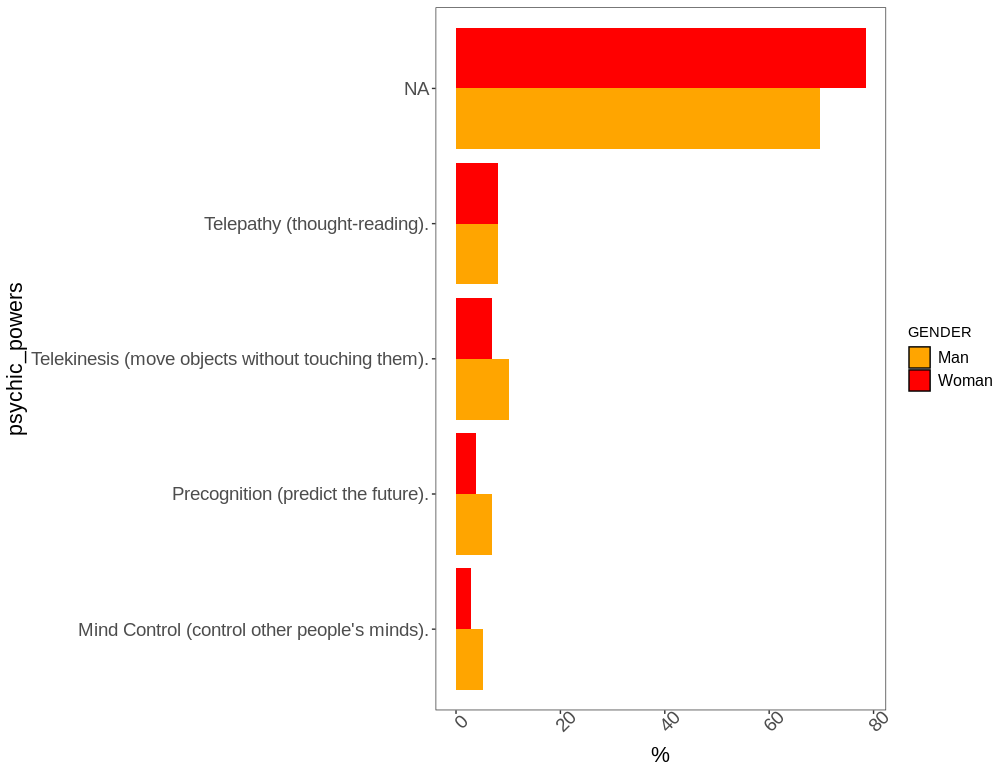 NA
Telepathy (thought-reading).
Telekinesis (move objects without touching them).
Precognition (predict the future).
Mind Control (control other people's minds).
psychic_powers
0
20
40
60
80
%
GENDER
Man
Woman